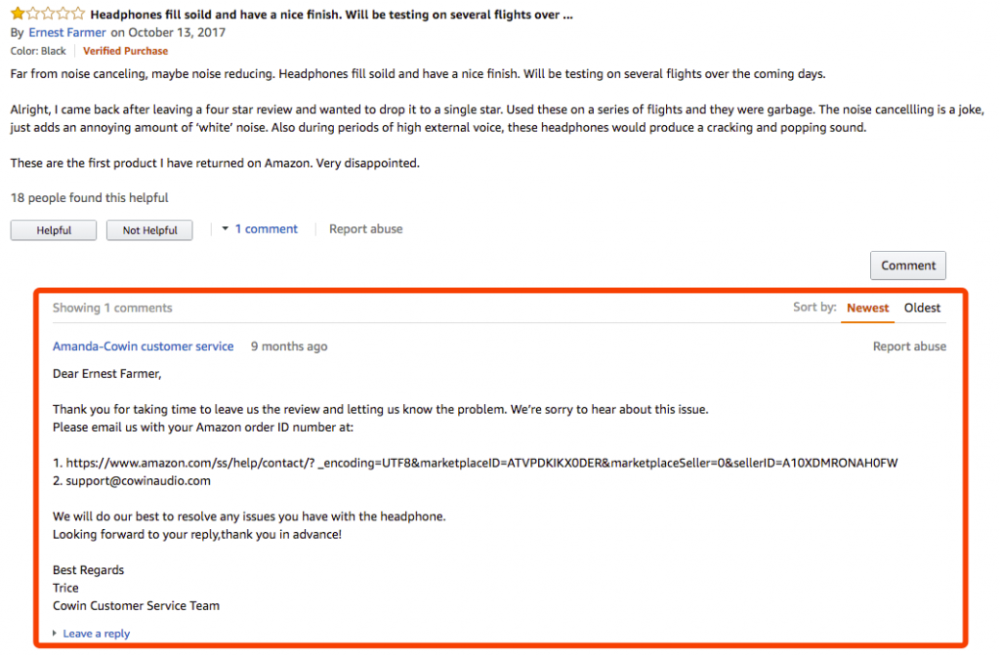 Headphones fill soild and have a nice finish. Will be testing on several flights over ...
By Ernest Farmer on October 13, 2017
Color: Black Verified Purchase
Far from noise canceling, maybe noise reducing. Headphones fill soild and have a nice finish. Will be testing on several flights over the coming days.
Alright, I came back after leaving a four star review and wanted to drop it to a single star. Used these on a series of flights and they were garbage. The noise cancellling is a joke,
just adds an annoying amount of ‘white’ noise. Also during periods of high external voice, these headphones would produce a cracking and popping sound.
These are the first product I have returned on Amazon. Very disappointed.
18 people found this helpful
Helpful Not Helpful 1 comment Report abuse
Comment
Showing 1 comments Sort by: Newest Oldest
Amanda-Cowin customer service 9 months ago Report abuse
Dear Ernest Farmer,
Thank you for taking time to leave us the review and letting us know the problem. We’re sorry to hear about this issue.
Please email us with your Amazon order ID number at:
1. https://www.amazon.com/ss/help/contact/? _encoding=UTF8&marketplaceID=ATVPDKIKX0DER&marketplaceSeller=0&sellerID=A10XDMRONAH0FW
2. support@cowinaudio.com
We will do our best to resolve any issues you have with the headphone.
Looking forward to your reply,thank you in advance!
Best Regards
Trice
Cowin Customer Service Team
Leave a reply